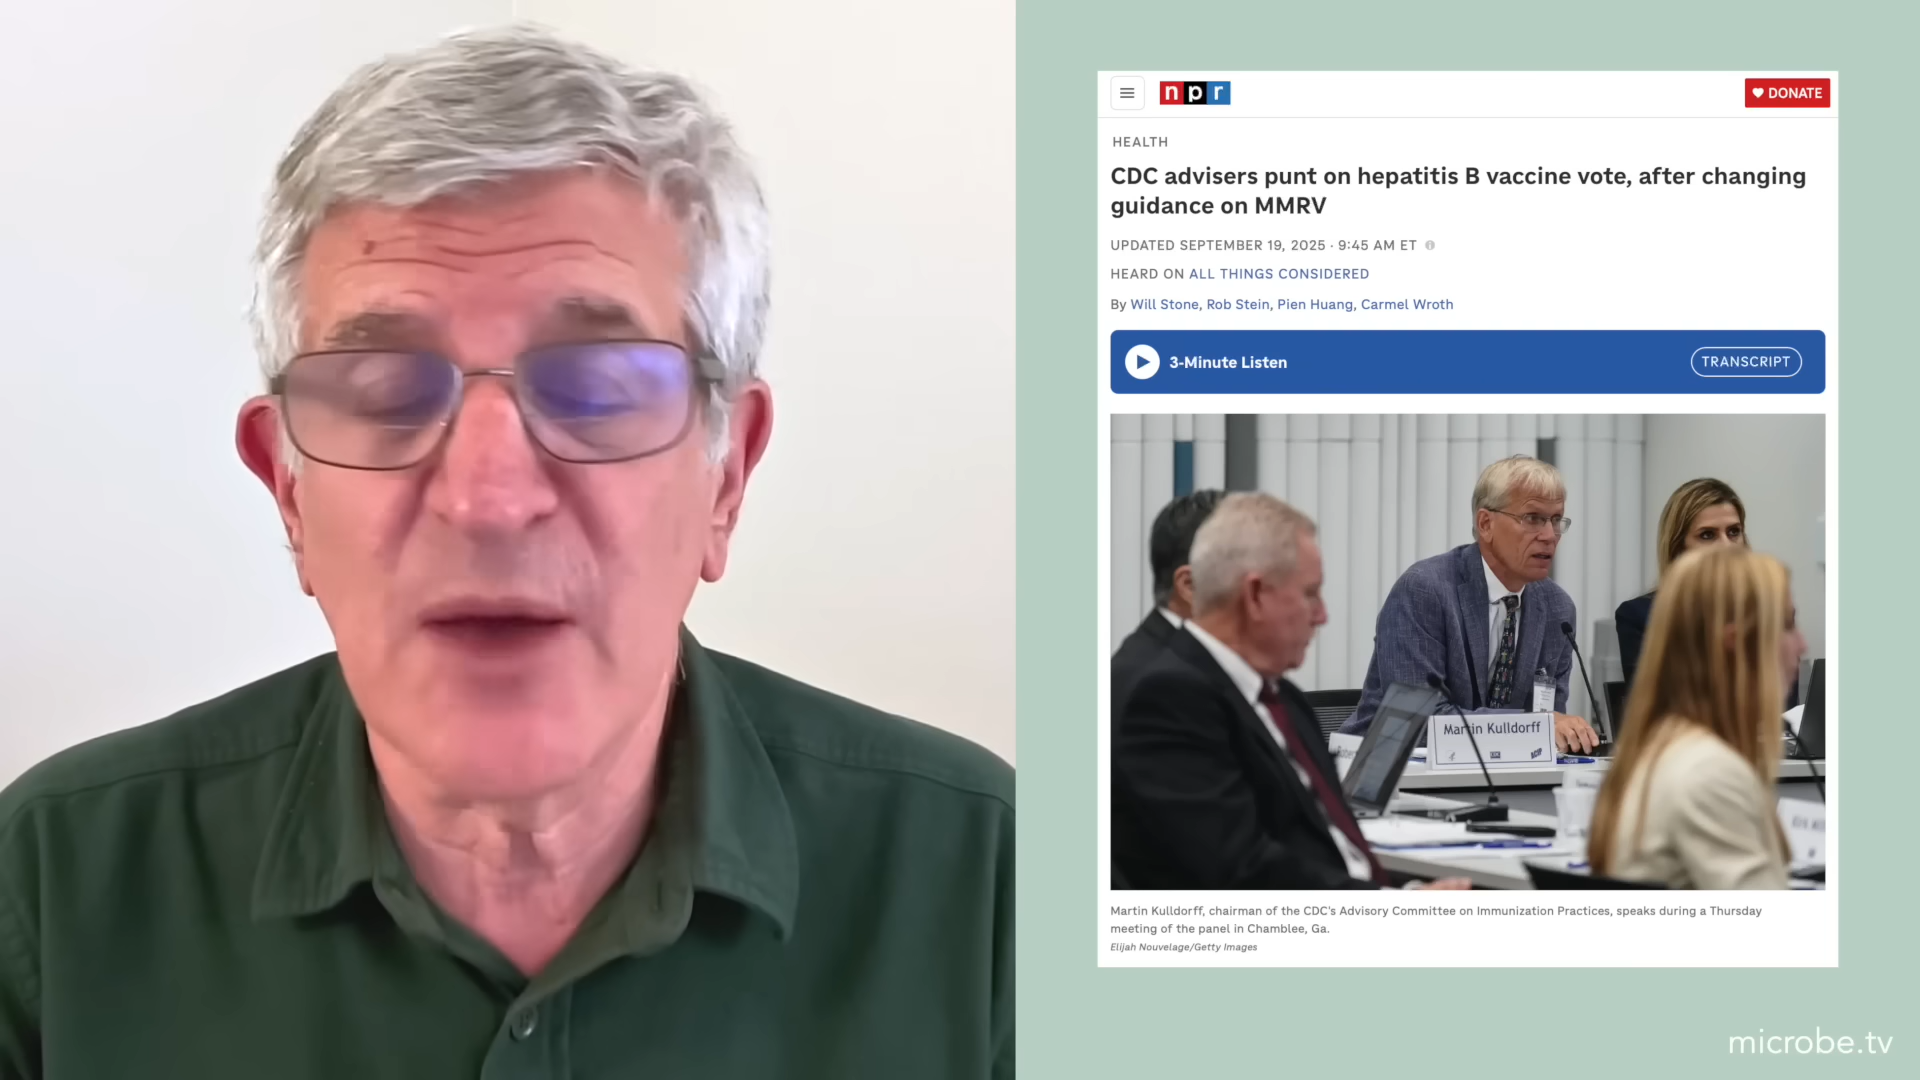 npr
DONATE
HEALTH
CDC advisers punt on hepatitis B vaccine vote, after changing
guidance on MMRV
UPDATED SEPTEMBER 19, 2025 · 9:45 AM ET
HEARD ON ALL THINGS CONSIDERED
By Will Stone, Rob Stein, Pien Huang, Carmel Wroth
3-Minute Listen
TRANSCRIPT
Martin Kulldorff
Martin Kulldorff, chairman of the CDC's Advisory Committee on Immunization Practices, speaks during a Thursday
meeting of the panel in Chamblee, Ga.
Elijah Nouvelage/Getty Images
microbe.tv